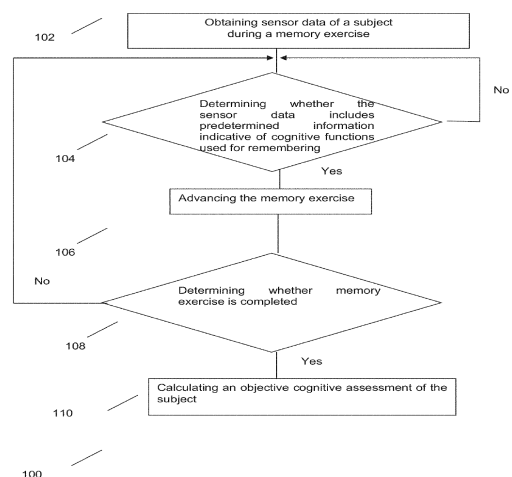 Obtaining sensor data of a subject
during a memory exercise
102
No
Determining whether the
sensor data includes
predetermined information
indicative of cognitive functions
used for remembering
104
Yes
Advancing the memory exercise
106
No
Determining whether memory
exercise is completed
108
Yes
Calculating an objective cognitive assessment of the
subject
110
100